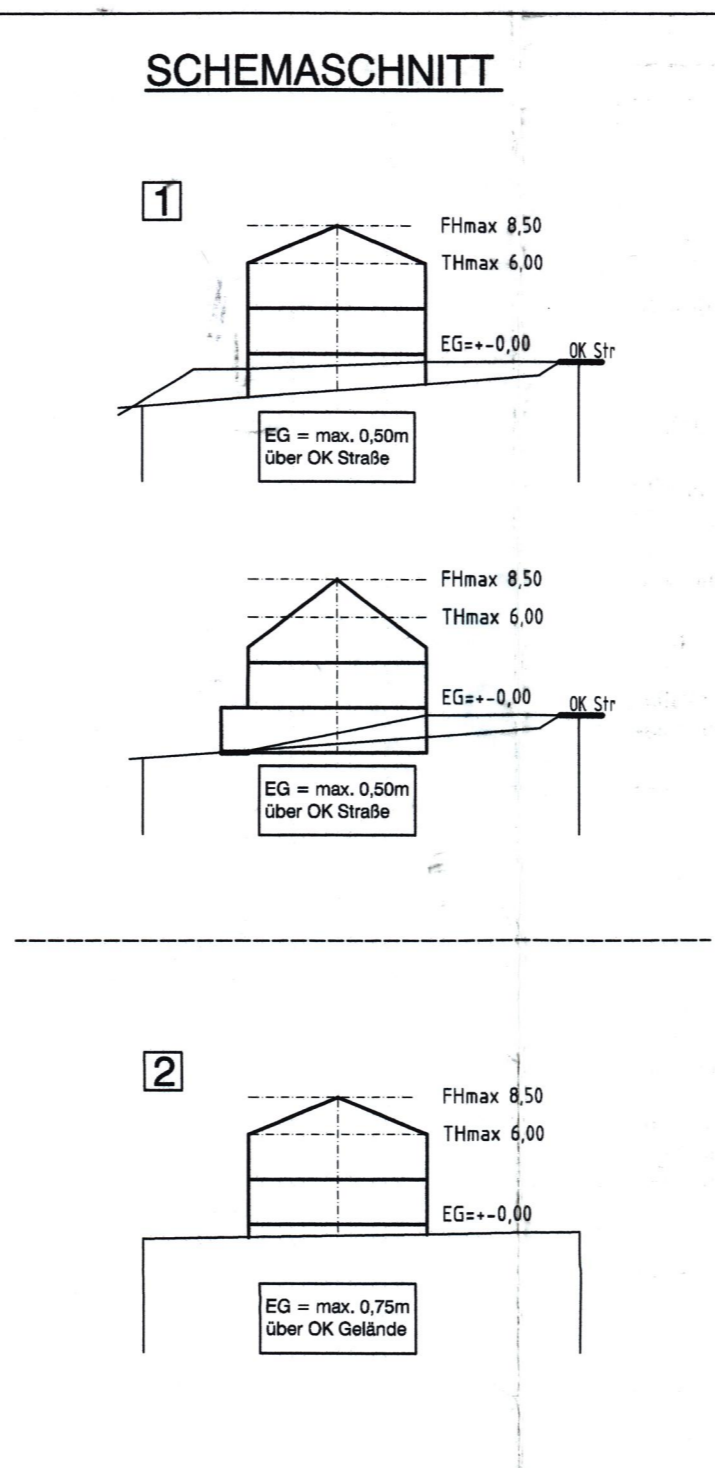 SCHEMASCHNITT
1
FHmax 8,50
THmax 6,00
EG=+-0,00
OK Str
EG = max. 0,50m
über OK Straße
FHmax 8,50
THmax 6,00
EG=+-0,00
OK Str
EG = max. 0,50m
über OK Straße
2
FHmax 8,50
THmax 6,00
EG=+-0,00
EG = max. 0,75m
über OK Gelände